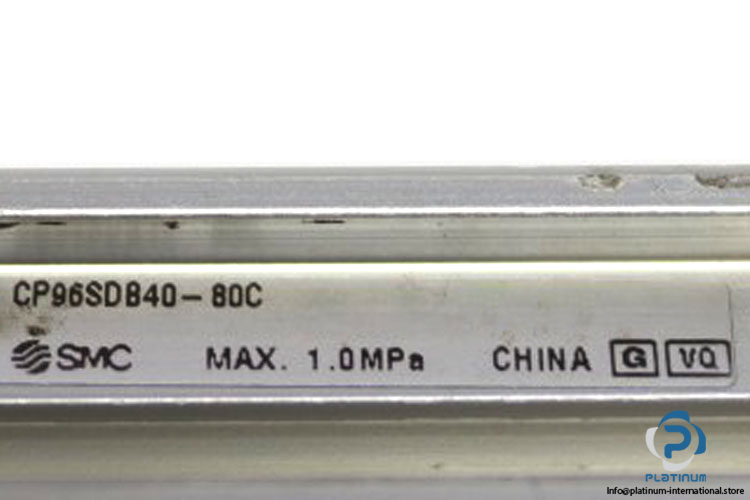 CP96SDB40-80C
SMC MAX. 1.0MPa CHINA G VQ
PLATINUM
Info@platinum-international.store